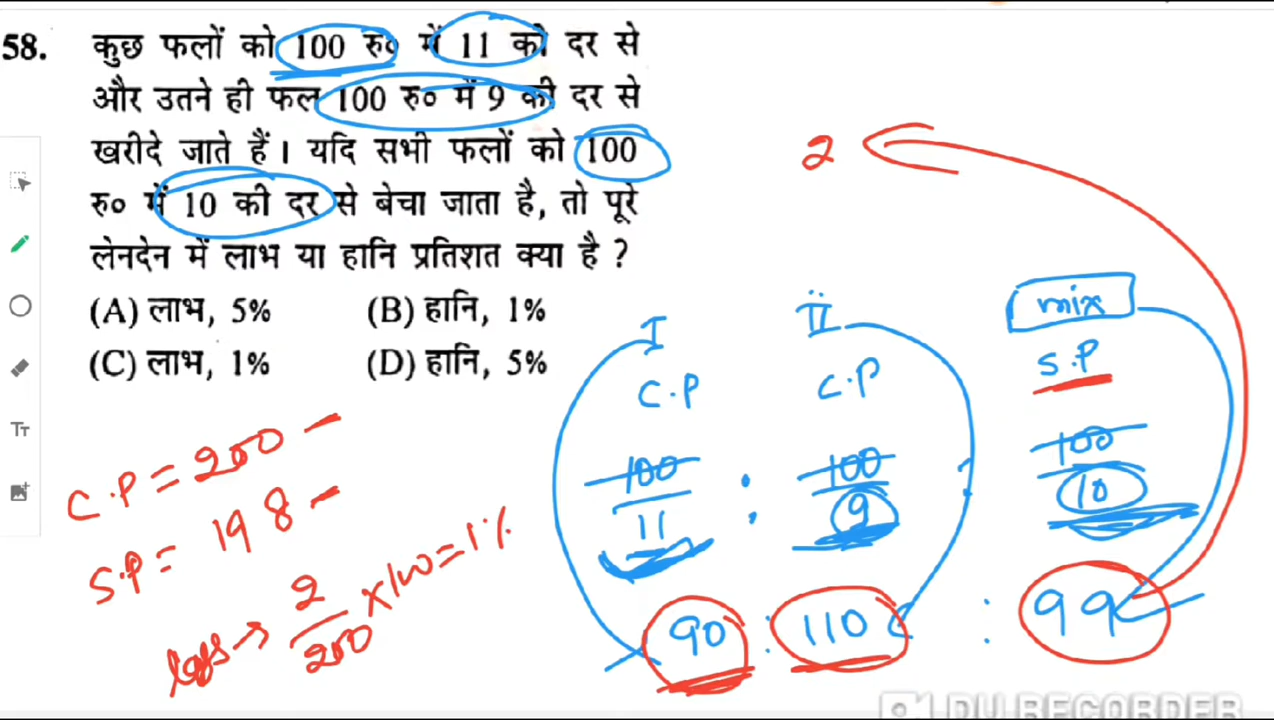 58. कुछ फलों को 100 रु० में 11 की दर से
और उतने ही फल 100 रु० में 9 की दर से
खरीदे जाते हैं। यदि सभी फलों को 100
रु० में 10 की दर से बेचा जाता है, तो पूरे
लेनदेन में लाभ या हानि प्रतिशत क्या है ?
(A) लाभ, 5% (B) हानि, 1%
(C) लाभ, 1% (D) हानि, 5%
2
I II mix
C.P C.P S.P
100/11 : 100/9 100/10
90 : 110 : 99
C.P = 200
S.P = 198
loss → 2/200 × 100 = 1%
TT
DU RECORDER